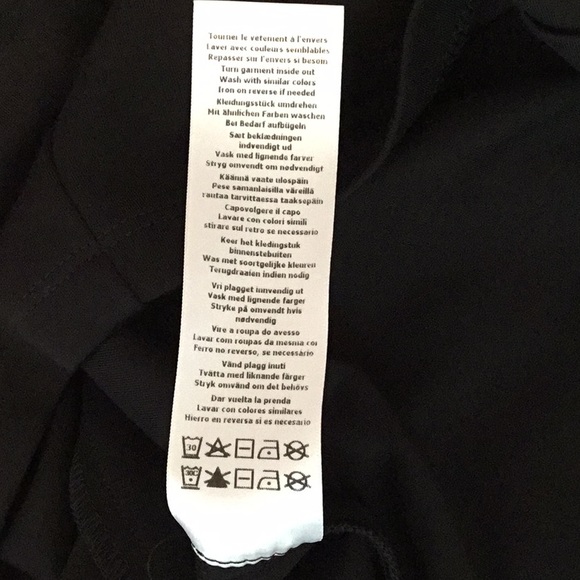 Tourner le vetement à l'envers
Laver avec couleurs semblables
Repasser sur l'envers si besoin
Turn garment inside out
Wash with similar colors
Iron on reverse if needed
Kleidungsstück umdrehen
Mit ähnlichen Farben waschen
Bei Bedarf aufbügeln
Sæt beklædningen
indvendigt ud
Vask med lignende farver
Stryg omvendt om nødvendigt
Käännä vaate ulospäin
Pese samanlaisilla väreillä
rautaa tarvittaessa taaksepäin
Capovolgere il capo
Lavare con colori simili
stirare sul retro se necessario
Keer het kledingstuk
binnenstebuiten
Was met soortgelijke kleuren
Terugdraaien indien nodig
Vri plagget innvendig ut
Vask med lignende farger
Stryke på omvendt hvis
nødvendig
Vire a roupa do avesso
Lavar com roupas da mesma cor
Ferro no reverso, se necessário
Vänd plagg inuti
Tvätta med liknande färger
Stryk omvänd om det behövs
Dar vuelta la prenda
Lavar con colores similares
Hierro en reversa si es necesario
30
30C